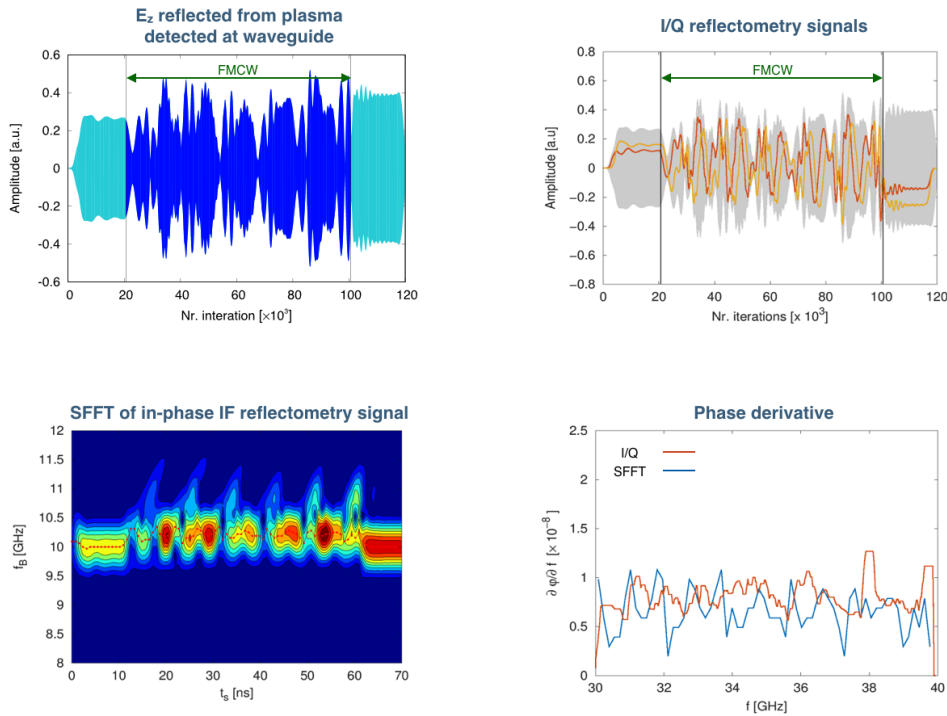 E_z reflected from plasma
detected at waveguide
0.6
0.4
0.2
0
-0.2
-0.4
-0.6
Amplitude [a.u.]
FMCW
0 20 40 60 80 100 120
Nr. interation [×10³]
I/Q reflectometry signals
0.8
0.6
0.4
0.2
0
−0.2
−0.4
−0.6
−0.8
Amplitude [a.u]
FMCW
0 20 40 60 80 100 120
Nr. iterations [x 10³]
SFFT of in-phase IF reflectometry signal
12
11.5
11
10.5
10
9.5
9
8.5
8
f_B [GHz]
0 10 20 30 40 50 60 70
t_s [ns]
Phase derivative
2.5
2
1.5
1
0.5
0
∂ φ/∂ f [× 10⁻⁸]
I/Q
SFFT
30 32 34 36 38 40
f [GHz]